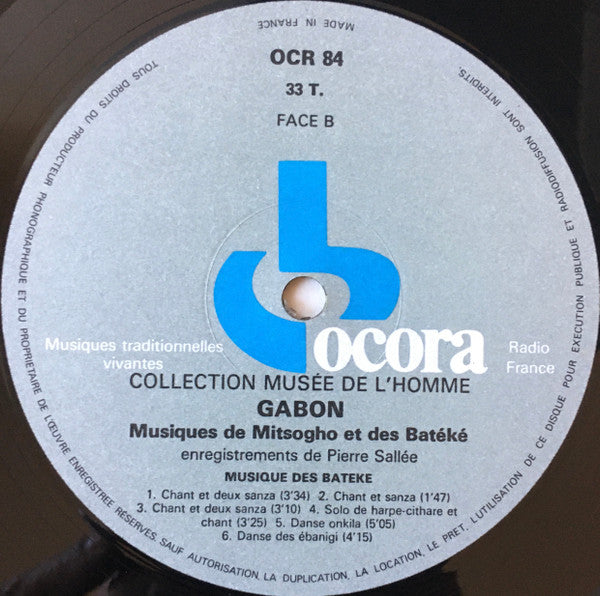 MADE IN FRANCE
OCR 84
33 T.
FACE B
Musiques traditionnelles
vivantes
ocora
Radio
France
COLLECTION MUSÉE DE L'HOMME
GABON
Musiques de Mitsogho et des Batéké
enregistrements de Pierre Sallée
MUSIQUE DES BATEKE
1. Chant et deux sanza (3'34) 2. Chant et sanza (1'47)
3. Chant et deux sanza (3'10) 4. Solo de harpe-cithare et
chant (3'25) 5. Danse onkila (5'05)
6. Danse des ébanigi (4'15)
TOUS DROITS DU PRODUCTEUR PHONOGRAPHIQUE ET DU PROPRIETAIRE DE L'ŒUVRE ENREGISTREE RÉSERVÉS. SAUF AUTORISATION, LA DUPLICATION, LA LOCATION, LE PRET, L'UTILISATION DE CE DISQUE POUR EXECUTION PUBLIQUE ET RADIODIFFUSION SONT INTERDITS.